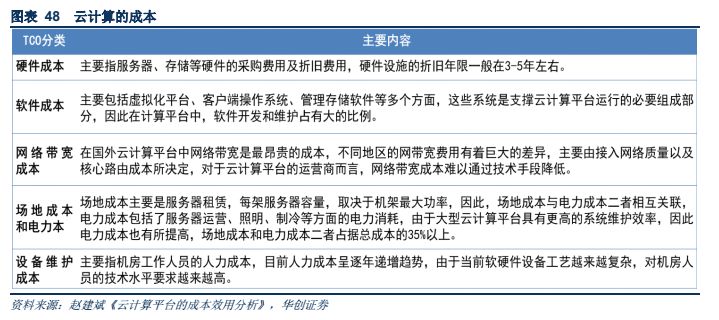 图表 48 云计算的成本
TCO分类 主要内容
硬件成本 主要指服务器、存储等硬件的采购费用及折旧费用，硬件设施的折旧年限一般在3-5年左右。
软件成本 主要包括虚拟化平台、客户端操作系统、管理存储软件等多个方面，这些系统是支撑云计算平台运行的必要组成部
分，因此在计算平台中，软件开发和维护占有大的比例。
网络带宽 在国外云计算平台中网络带宽是最昂贵的成本，不同地区的网带宽费用有着巨大的差异，主要由接入网络质量以及
成本 核心路由成本所决定，对于云计算平台的运营商而言，网络带宽成本难以通过技术手段降低。
场地成本主要是服务器租赁，每架服务器容量，取决于机架最大功率，因此，场地成本与电力成本二者相互关联，
场地成本 电力成本包括了服务器运营、照明、制冷等方面的电力消耗，由于大型云计算平台具有更高的系统维护效率，因此
和电力本 电力成本也有所提高，场地成本和电力成本二者占据总成本的35%以上。
设备维护 主要指机房工作人员的人力成本，目前人力成本呈逐年递增趋势，由于当前软硬件设备工艺越来越复杂，对机房人
成本 员的技术水平要求越来越高。
资料来源：赵建斌《云计算平台的成本效用分析》，华创证券